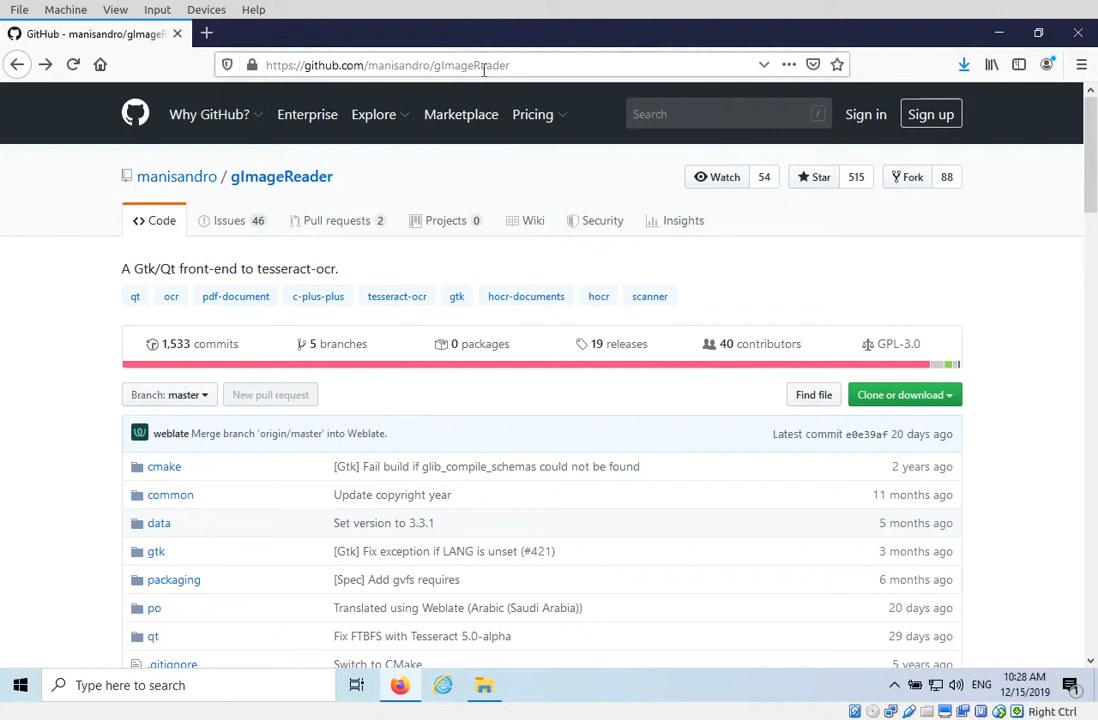 File Machine View Input Devices Help
GitHub - manisandro/gImageR
https://github.com/manisandro/gImageReader
Why GitHub? Enterprise Explore Marketplace Pricing Search / Sign in Sign up
manisandro / gImageReader Watch 54 Star 515 Fork 88
Code Issues 46 Pull requests 2 Projects 0 Wiki Security Insights
A Gtk/Qt front-end to tesseract-ocr.
qt ocr pdf-document c-plus-plus tesseract-ocr gtk hocr-documents hocr scanner
1,533 commits 5 branches 0 packages 19 releases 40 contributors GPL-3.0
Branch: master New pull request Find file Clone or download
weblate Merge branch 'origin/master' into Weblate. Latest commit e0e39af 20 days ago
cmake [Gtk] Fail build if glib_compile_schemas could not be found 2 years ago
common Update copyright year 11 months ago
data Set version to 3.3.1 5 months ago
gtk [Gtk] Fix exception if LANG is unset (#421) 3 months ago
packaging [Spec] Add gvfs requires 6 months ago
po Translated using Weblate (Arabic (Saudi Arabia)) 20 days ago
qt Fix FTBFS with Tesseract 5.0-alpha 29 days ago
.gitignore Switch to CMake 5 years ago
Type here to search ENG 10:28 AM
12/15/2019 1
Right Ctrl